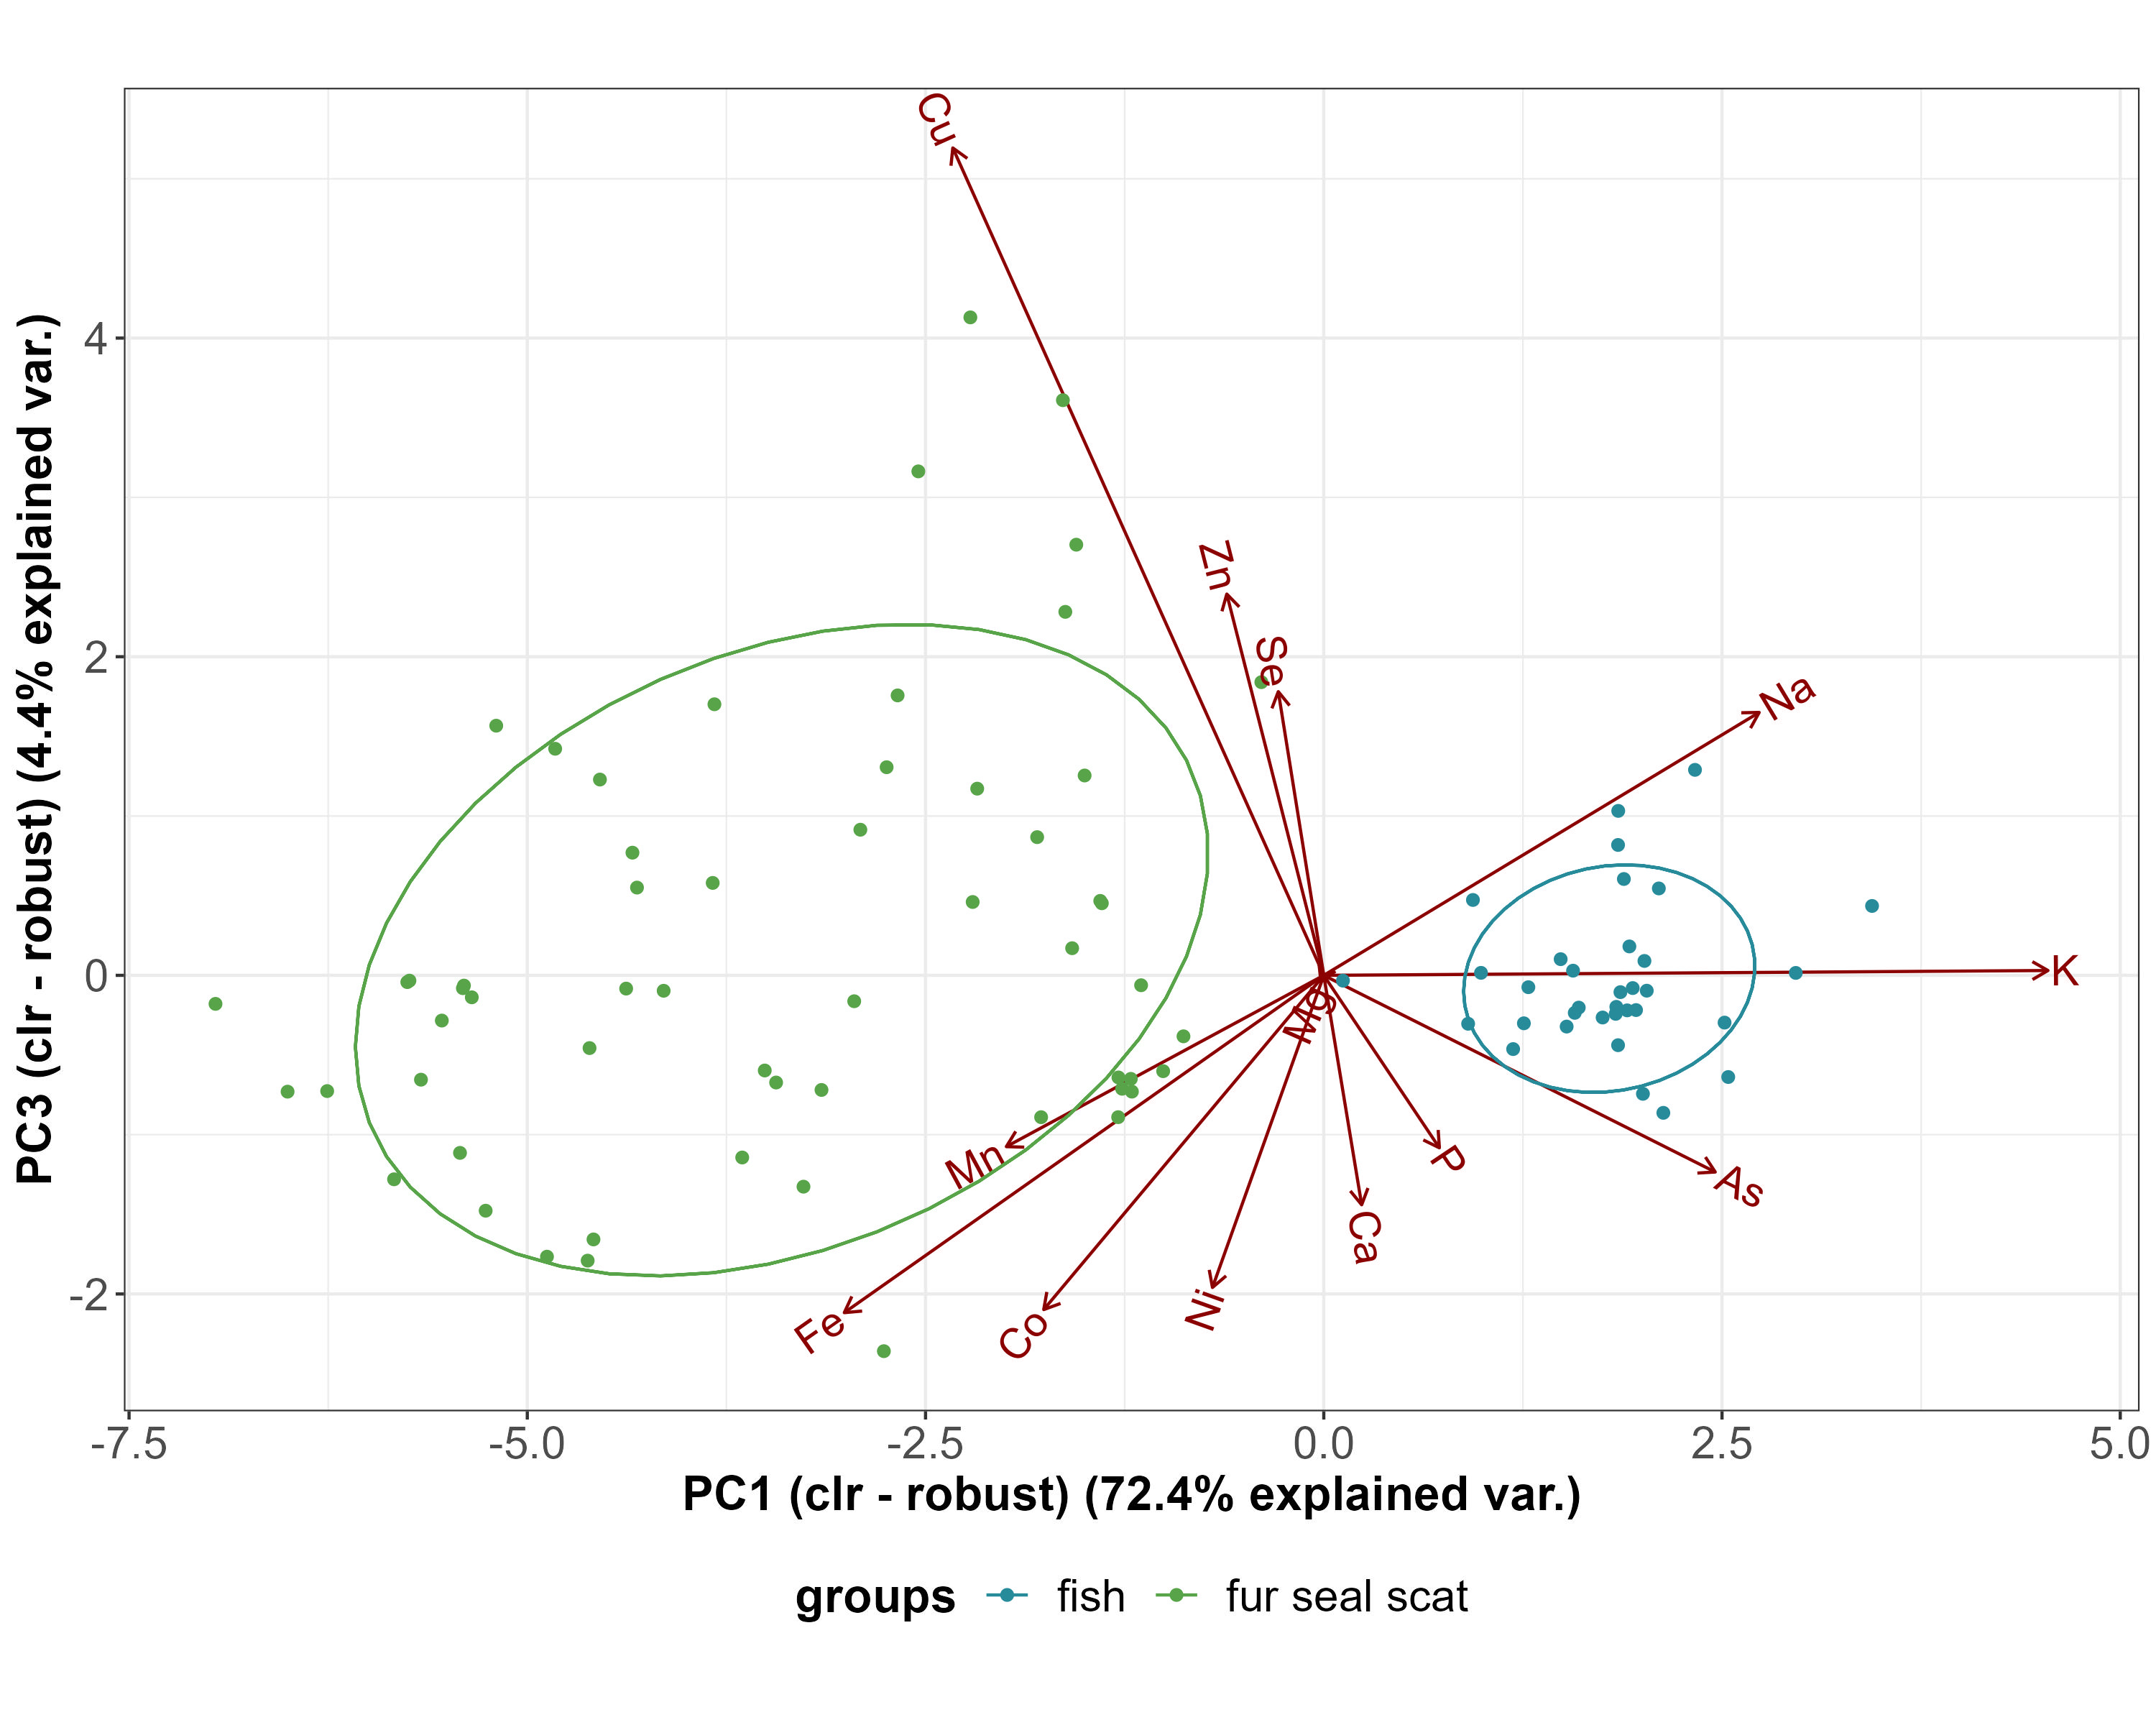 PC3 (clr - robust) (4.4% explained var.)
4
2
0
-2
Cu
Zn
Se
Na
K
Mg
Mn
P
As
Ca
Ni
Co
Fe
-7.5
-5.0
-2.5
0.0
2.5
5.0
PC1 (clr - robust) (72.4% explained var.)
groups fish fur seal scat